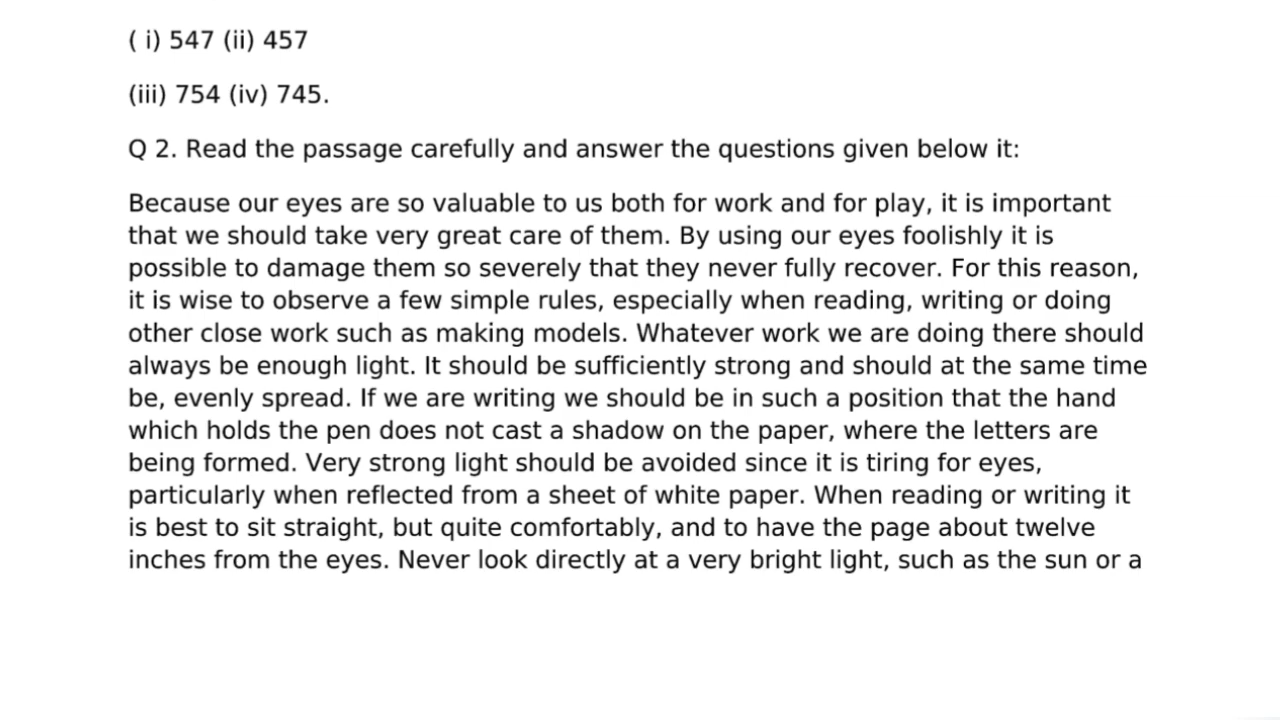 ( i) 547 (ii) 457
(iii) 754 (iv) 745.
Q 2. Read the passage carefully and answer the questions given below it:
Because our eyes are so valuable to us both for work and for play, it is important
that we should take very great care of them. By using our eyes foolishly it is
possible to damage them so severely that they never fully recover. For this reason,
it is wise to observe a few simple rules, especially when reading, writing or doing
other close work such as making models. Whatever work we are doing there should
always be enough light. It should be sufficiently strong and should at the same time
be, evenly spread. If we are writing we should be in such a position that the hand
which holds the pen does not cast a shadow on the paper, where the letters are
being formed. Very strong light should be avoided since it is tiring for eyes,
particularly when reflected from a sheet of white paper. When reading or writing it
is best to sit straight, but quite comfortably, and to have the page about twelve
inches from the eyes. Never look directly at a very bright light, such as the sun or a